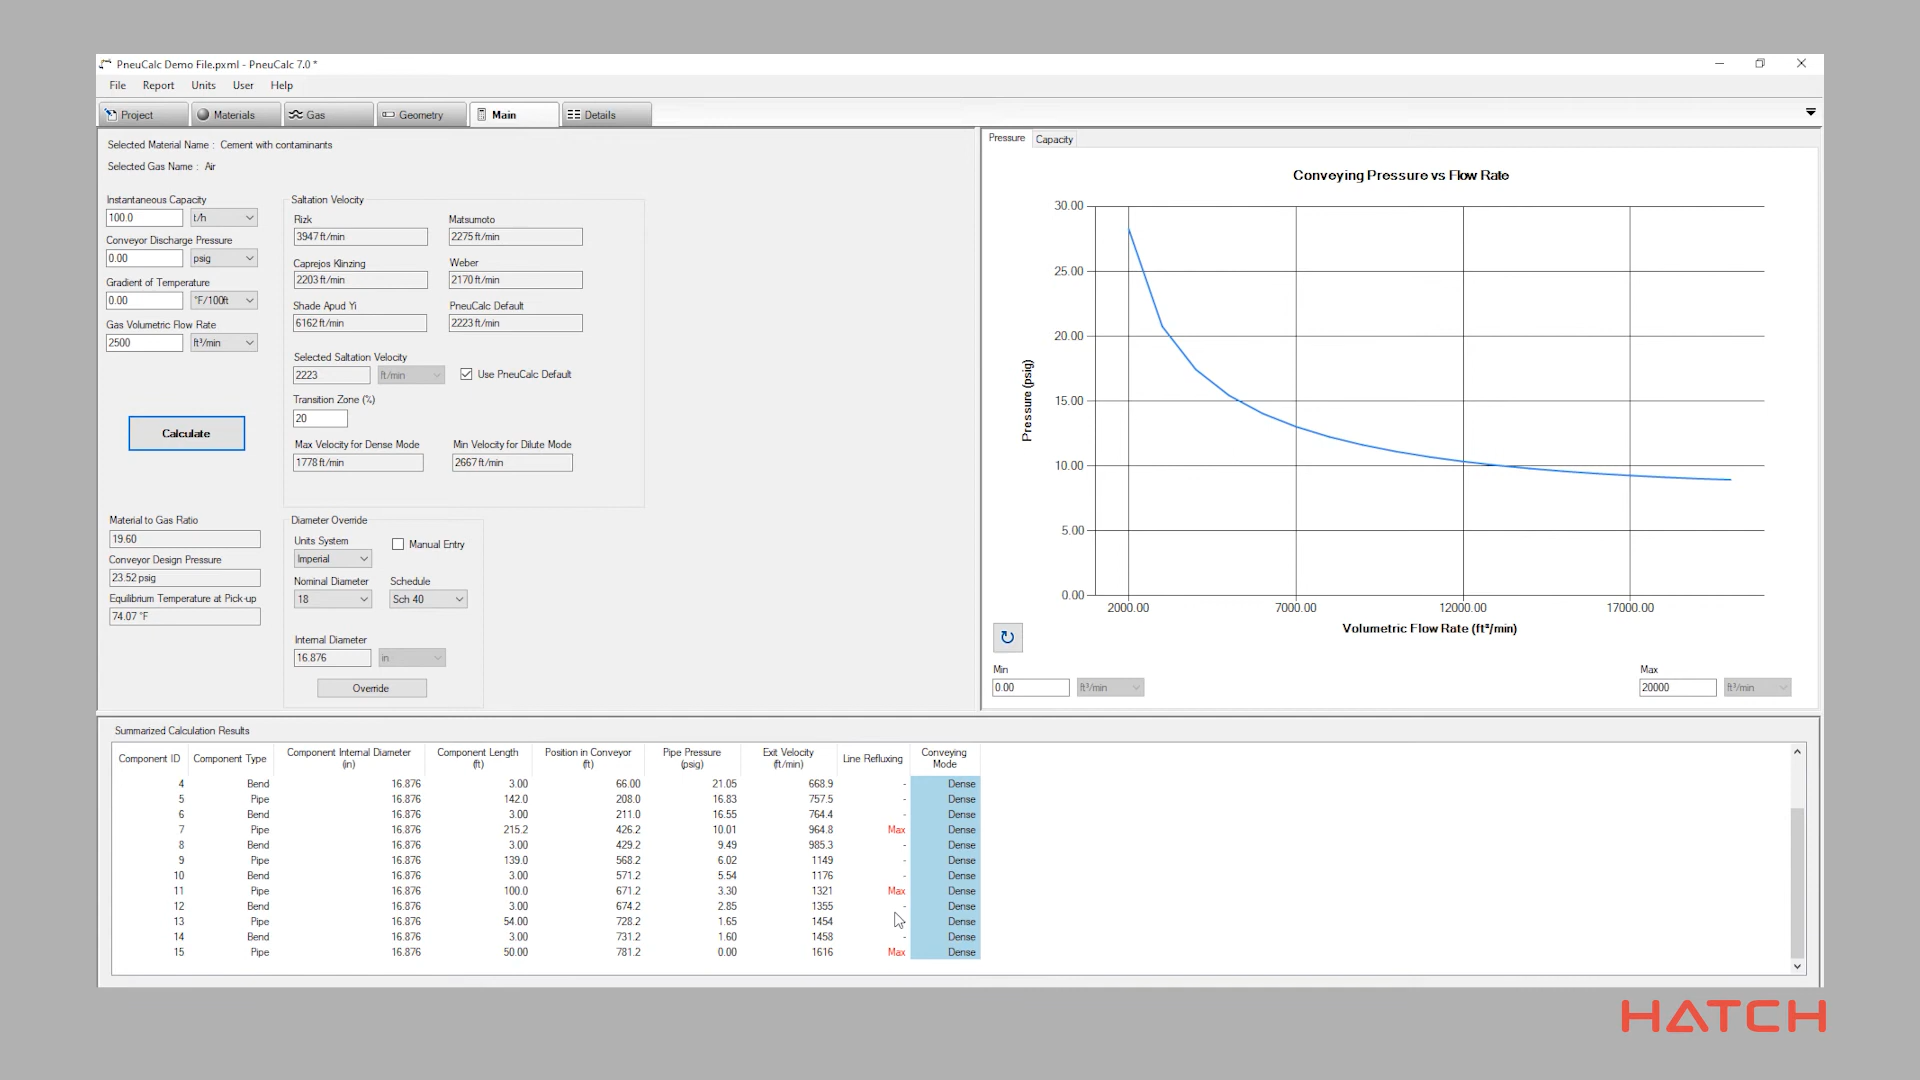 PneuCalc Demo File.pxml - PneuCalc 7.0 *
File Report Units User Help
Project Materials Gas Geometry Main Details
Selected Material Name : Cement with contaminants
Selected Gas Name : Air
Instantaneous Capacity
100.0 t/h
Conveyor Discharge Pressure
0.00 psig
Gradient of Temperature
0.00 °F/100ft
Gas Volumetric Flow Rate
2500 ft³/min
Calculate
Material to Gas Ratio
19.60
Conveyor Design Pressure
23.52 psig
Equilibrium Temperature at Pick-up
74.07 °F
Saltation Velocity
Rizk Matsumoto
3947 ft/min 2275 ft/min
Caprejos Klinzing Weber
2203 ft/min 2170 ft/min
Shade Apud Yi PneuCalc Default
6162 ft/min 2223 ft/min
Selected Saltation Velocity
2223 ft/min Use PneuCalc Default
Transition Zone (%)
20
Max Velocity for Dense Mode Min Velocity for Dilute Mode
1778 ft/min 2667 ft/min
Diameter Override
Units System
Imperial Manual Entry
Nominal Diameter Schedule
18 Sch 40
Internal Diameter
16.876 in
Override
Pressure Capacity
Conveying Pressure vs Flow Rate
30.00
25.00
20.00
15.00
10.00
5.00
0.00
Pressure (psig)
2000.00 7000.00 12000.00 17000.00
Volumetric Flow Rate (ft³/min)
Min Max
0.00 ft³/min 20000 ft³/min
Summarized Calculation Results
Component ID Component Type Component Internal Diameter (in) Component Length (ft) Position in Conveyor (ft) Pipe Pressure (psig) Exit Velocity (ft/min) Line Refluxing Conveying Mode
4 Bend 16.876 3.00 66.00 21.05 668.9 - Dense
5 Pipe 16.876 142.0 208.0 16.83 757.5 - Dense
6 Bend 16.876 3.00 211.0 16.55 764.4 - Dense
7 Pipe 16.876 215.2 426.2 10.01 964.8 Max Dense
8 Bend 16.876 3.00 429.2 9.49 985.3 - Dense
9 Pipe 16.876 139.0 568.2 6.02 1149 - Dense
10 Bend 16.876 3.00 571.2 5.54 1176 - Dense
11 Pipe 16.876 100.0 671.2 3.30 1321 Max Dense
12 Bend 16.876 3.00 674.2 2.85 1355 - Dense
13 Pipe 16.876 54.00 728.2 1.65 1454 - Dense
14 Bend 16.876 3.00 731.2 1.60 1458 - Dense
15 Pipe 16.876 50.00 781.2 0.00 1616 Max Dense
HATCH